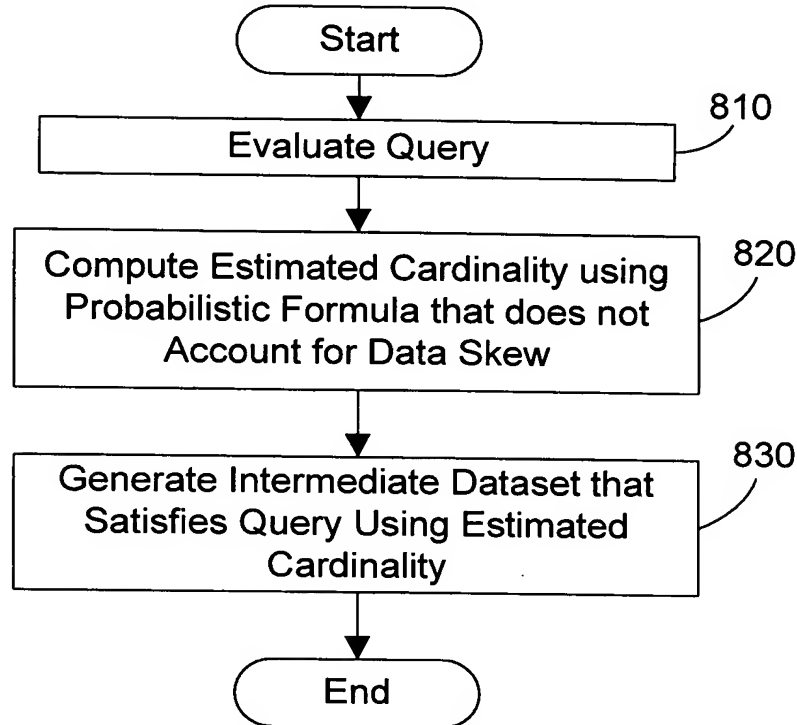 Start
810
Evaluate Query
820
Compute Estimated Cardinality using
Probabilistic Formula that does not
Account for Data Skew
830
Generate Intermediate Dataset that
Satisfies Query Using Estimated
Cardinality
End